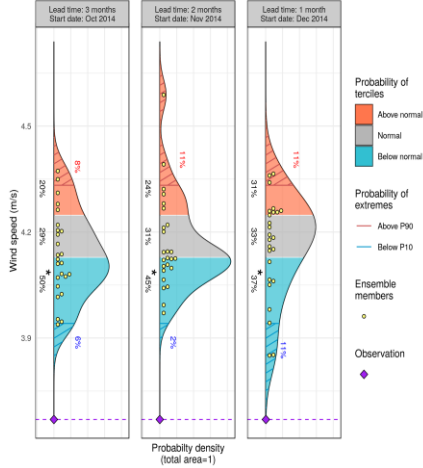 Lead time: 3 months
Start date: Oct 2014
Lead time: 2 months
Start date: Nov 2014
Lead time: 1 month
Start date: Dec 2014
Wind speed (m/s)
4.5
4.2
3.9
8%
20%
29%
50%
*
6%
11%
24%
31%
45%
*
2%
11%
31%
33%
37%
*
11%
Probability of
terciles
Above normal
Normal
Below normal
Probability of
extremes
Above P90
Below P10
Ensemble
members
Observation
Probabilty density
(total area=1)